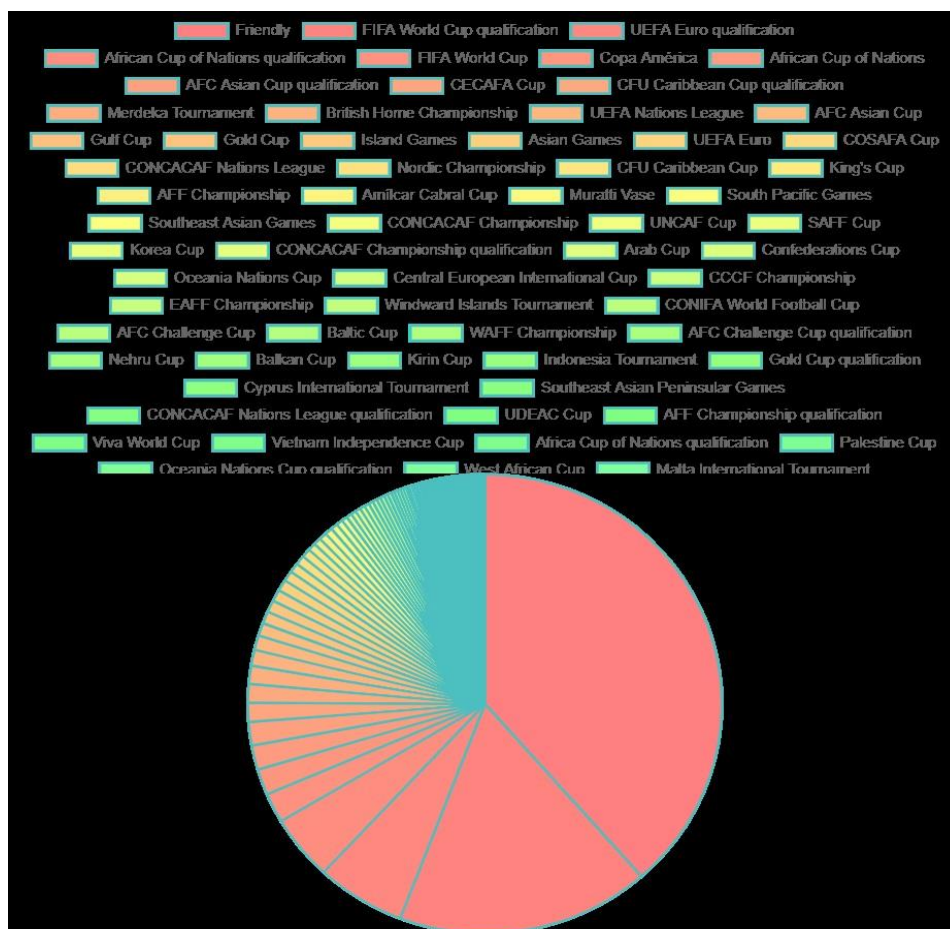 Friendly FIFA World Cup qualification UEFA Euro qualification
African Cup of Nations qualification FIFA World Cup Copa América African Cup of Nations
AFC Asian Cup qualification CECAFA Cup CFU Caribbean Cup qualification
Merdeka Tournament British Home Championship UEFA Nations League AFC Asian Cup
Gulf Cup Gold Cup Island Games Asian Games UEFA Euro COSAFA Cup
CONCACAF Nations League Nordic Championship CFU Caribbean Cup King's Cup
AFF Championship Amílcar Cabral Cup Muratti Vase South Pacific Games
Southeast Asian Games CONCACAF Championship UNCAF Cup SAFF Cup
Korea Cup CONCACAF Championship qualification Arab Cup Confederations Cup
Oceania Nations Cup Central European International Cup CCCF Championship
EAFF Championship Windward Islands Tournament CONIFA World Football Cup
AFC Challenge Cup Baltic Cup WAFF Championship AFC Challenge Cup qualification
Nehru Cup Balkan Cup Kirin Cup Indonesia Tournament Gold Cup qualification
Cyprus International Tournament Southeast Asian Peninsular Games
CONCACAF Nations League qualification UDEAC Cup AFF Championship qualification
Viva World Cup Vietnam Independence Cup Africa Cup of Nations qualification Palestine Cup
Oceania Nations Cup qualification West African Cup Malta International Tournament